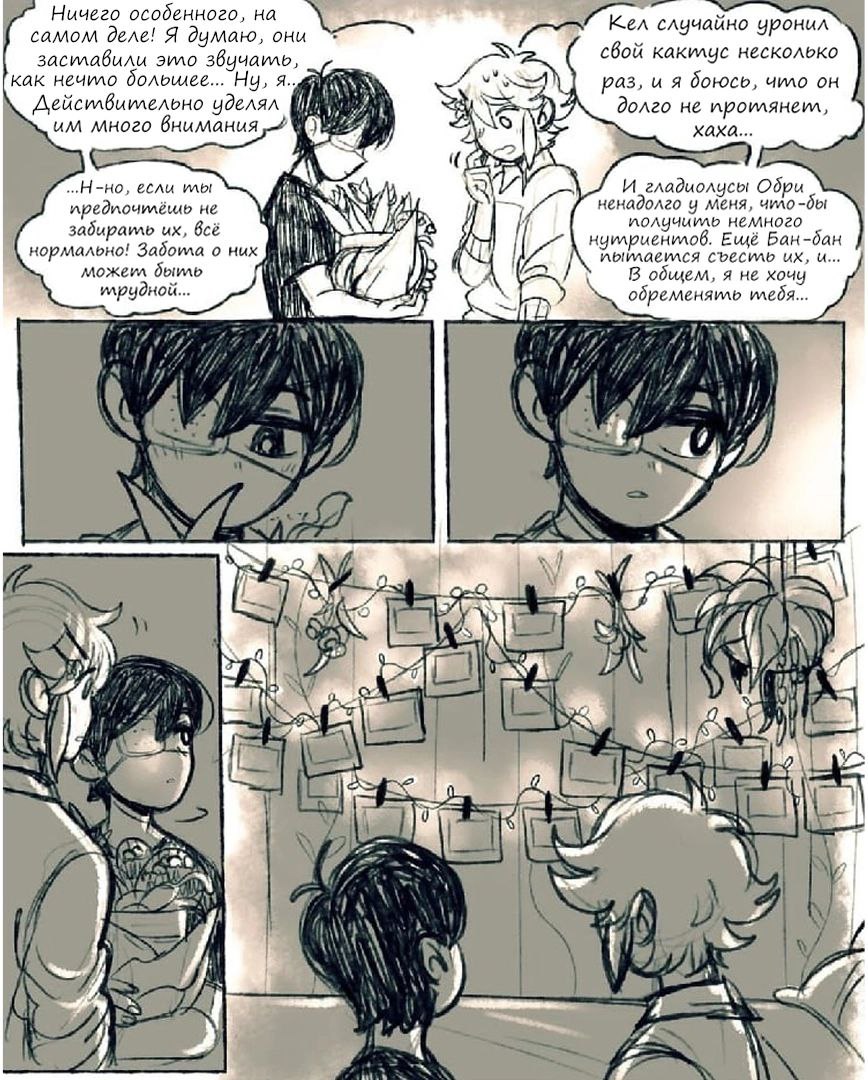 Ничего особенного, на
самом деле! Я думаю, они
заставили это звучать,
как нечто большее... Ну, я...
Действительно уделял
им много внимания
...Н-но, если ты
предпочтёшь не
забирать их, всё
нормально! Забота о них
может быть
трудной...
Кел случайно уронил
свой кактус несколько
раз, и я боюсь, что он
долго не протянет,
хаха...
И гладиолусы Обри
ненадолго у меня, что-бы
получить немного
нутриентов. Ещё Бан-бан
пытается съесть их, и...
В общем, я не хочу
обременять тебя...